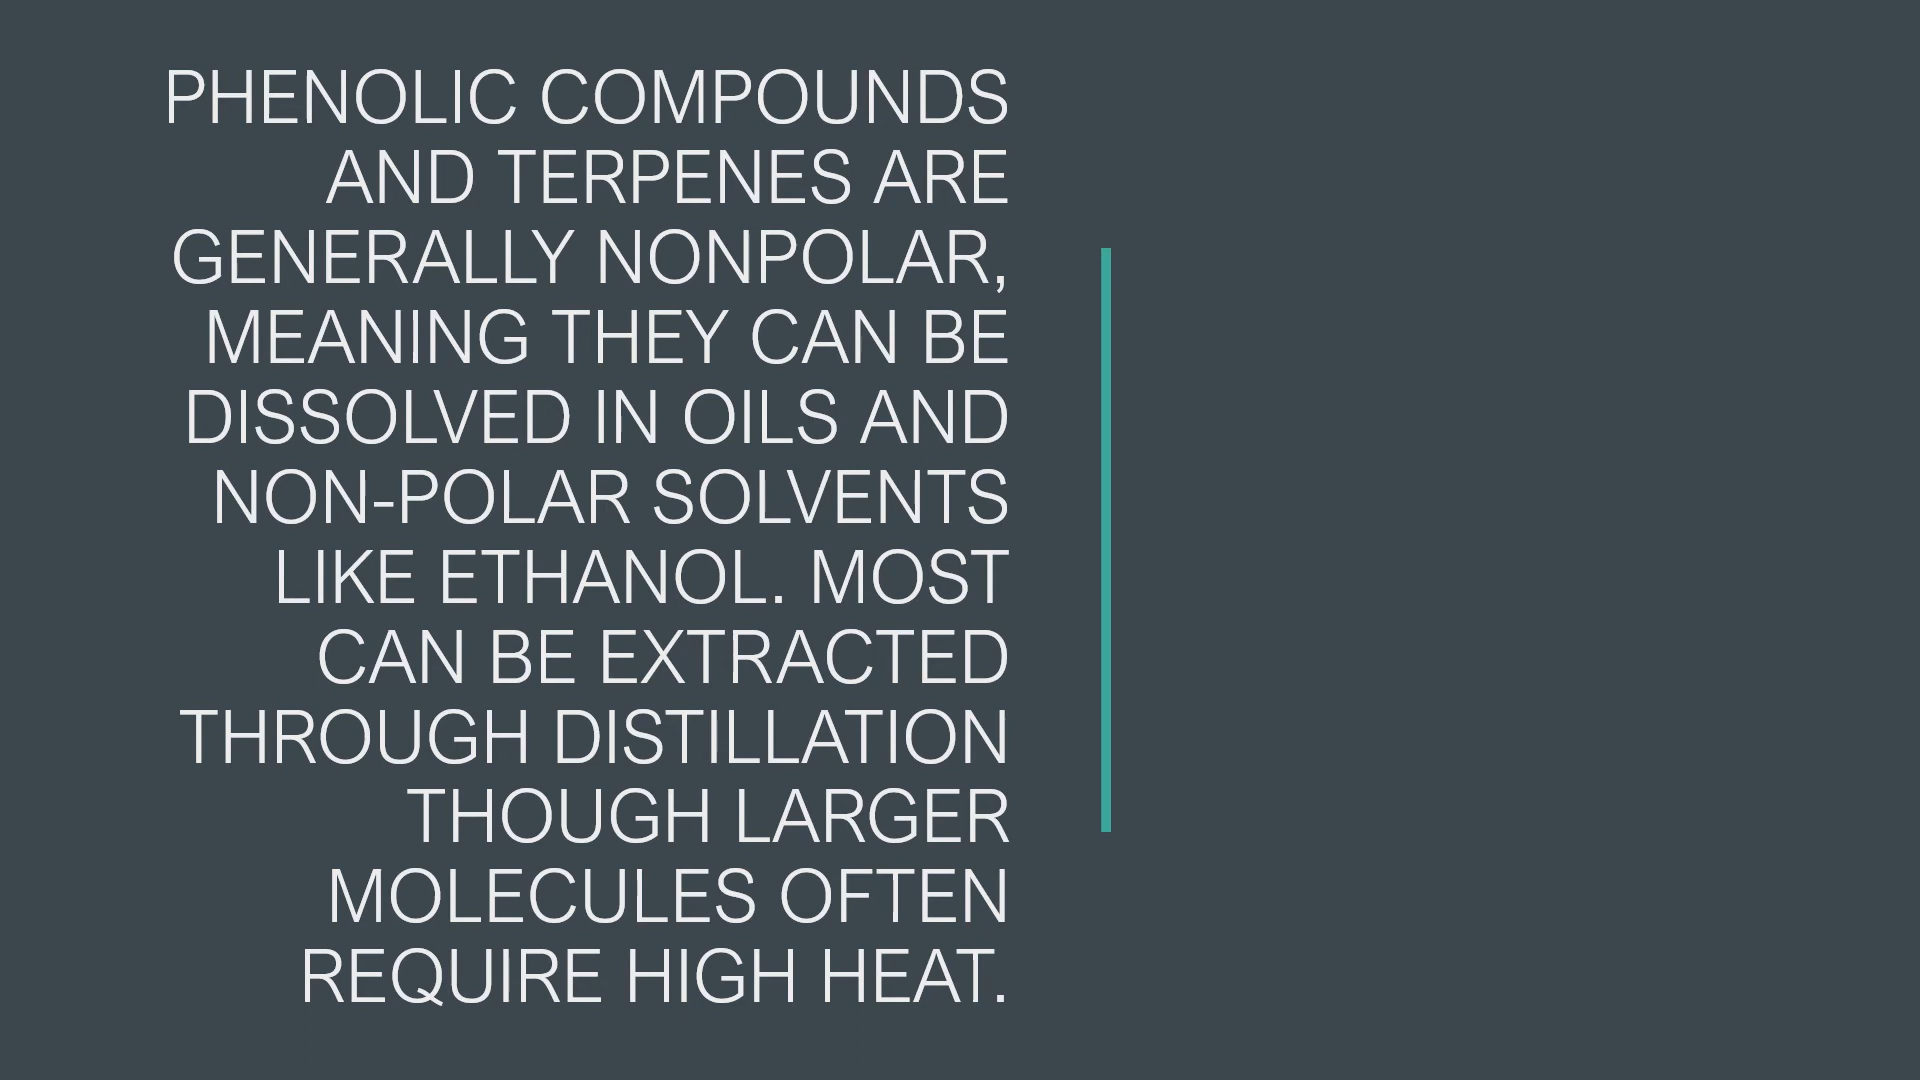 PHENOLIC COMPOUNDS
AND TERPENES ARE
GENERALLY NONPOLAR,
MEANING THEY CAN BE
DISSOLVED IN OILS AND
NON-POLAR SOLVENTS
LIKE ETHANOL. MOST
CAN BE EXTRACTED
THROUGH DISTILLATION
THOUGH LARGER
MOLECULES OFTEN
REQUIRE HIGH HEAT.